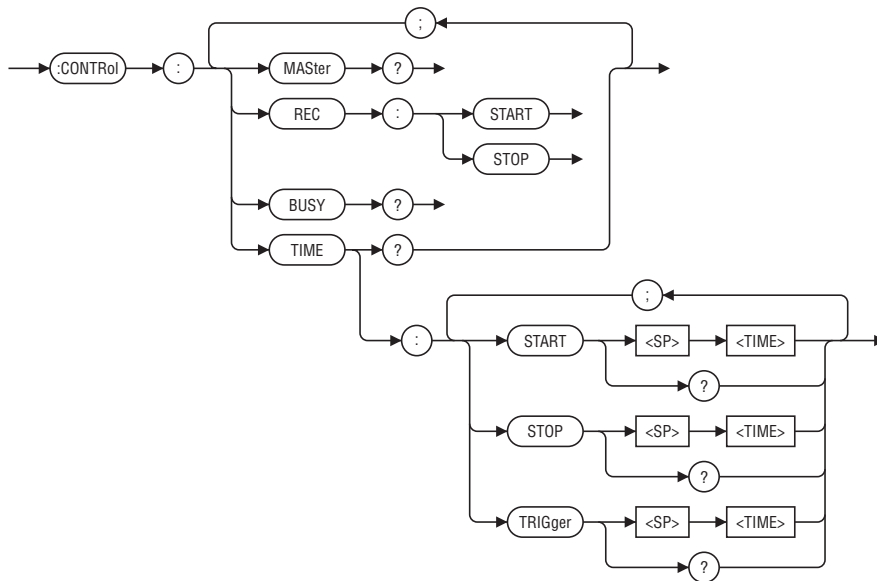 ;
:CONTRol : MASter ?
REC : START
STOP
BUSY ?
TIME ?
;
: START <SP> <TIME>
?
STOP <SP> <TIME>
?
TRIGger <SP> <TIME>
?